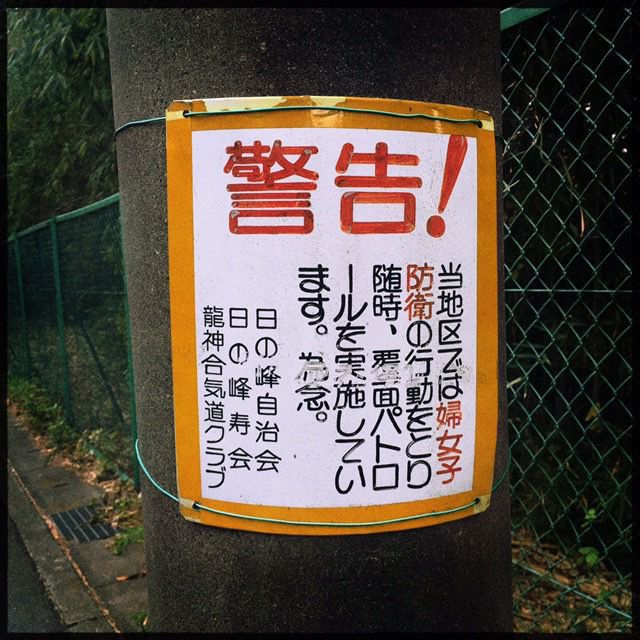 警告!
当地区では婦女子
防衛の行動をとり
随時、覆面パトロ
ールを実施してい
ます。為念。
日の峰自治会
日の峰寿会
龍神合気道クラブ